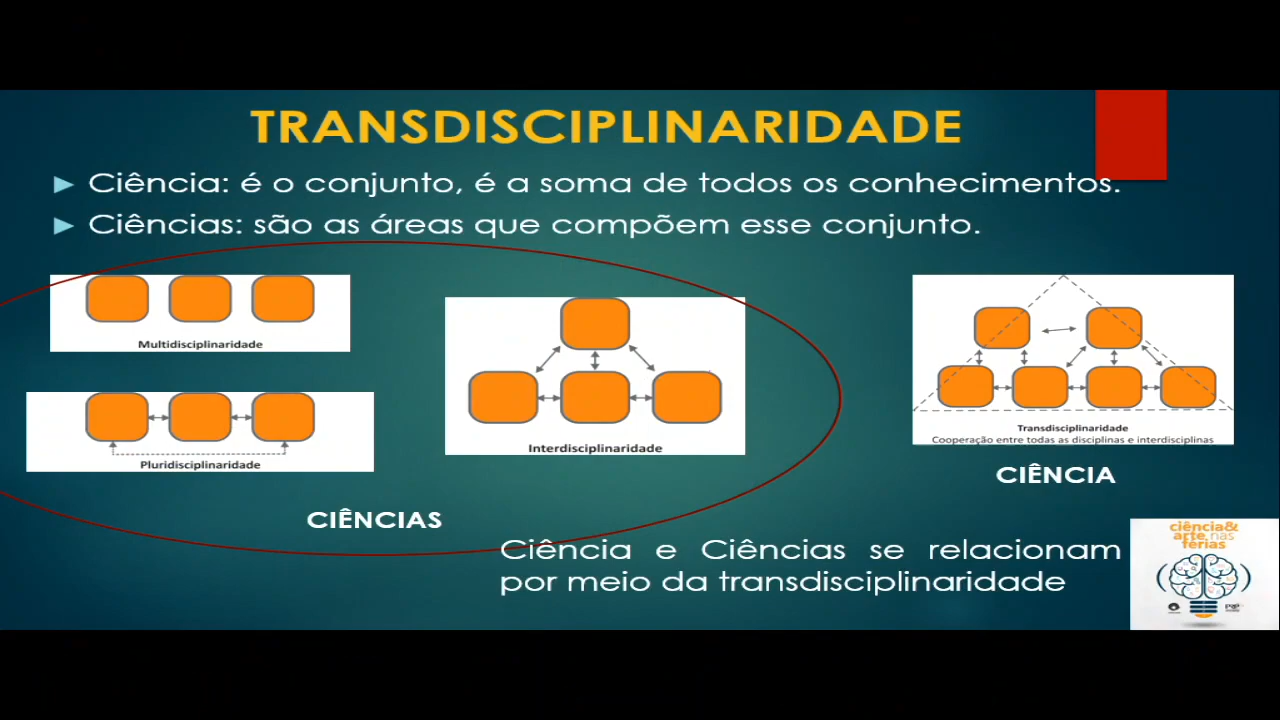 TRANSDISCIPLINARIDADE
Ciência: é o conjunto, é a soma de todos os conhecimentos.
Ciências: são as áreas que compõem esse conjunto.
Multidisciplinaridade
Pluridisciplinaridade
Interdisciplinaridade
Transdisciplinaridade
Cooperação entre todas as disciplinas e interdisciplinas
CIÊNCIAS
CIÊNCIA
Ciência e Ciências se relacionam
por meio da transdisciplinaridade
ciência&
arte nas
férias